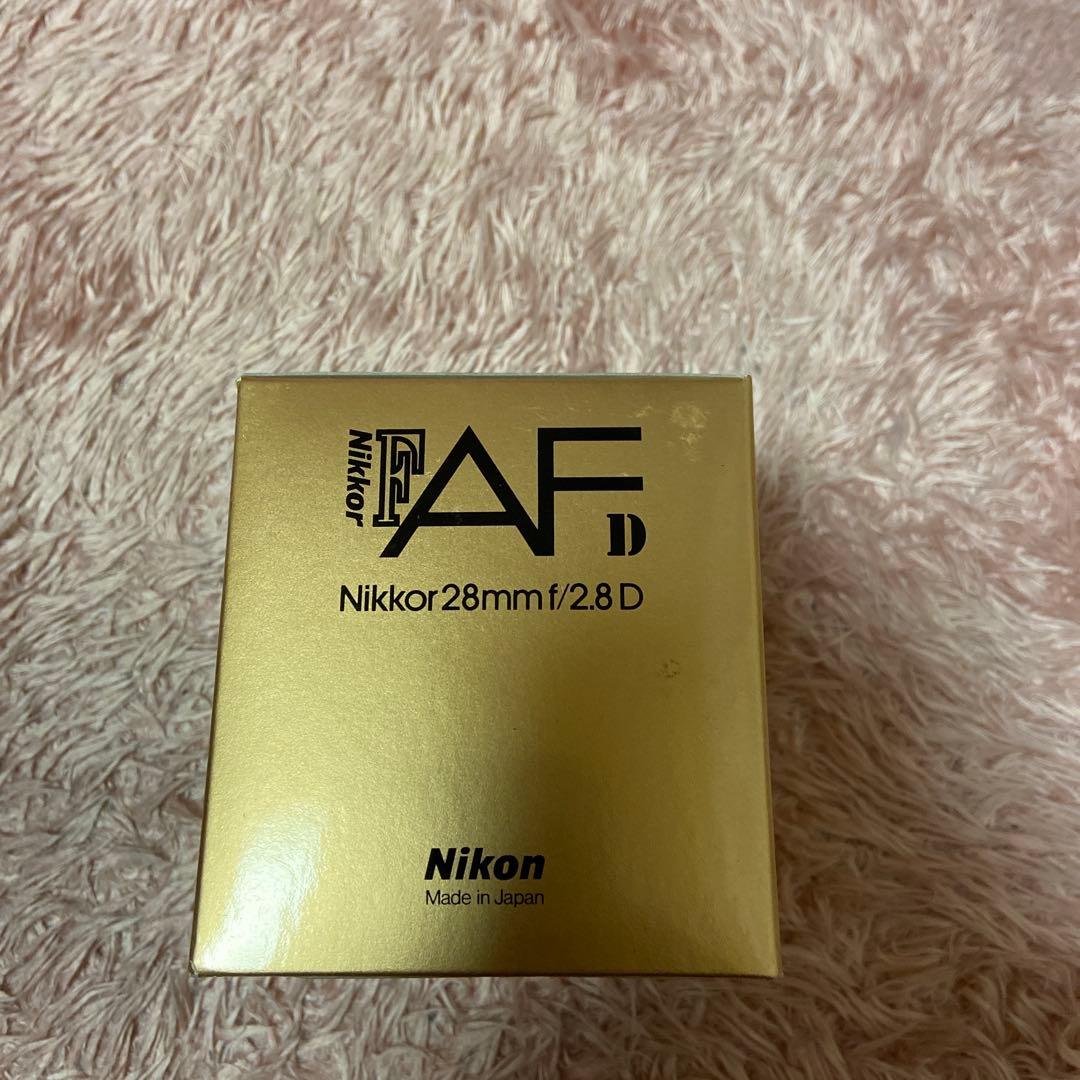 Nikkor
AF
D
Nikkor 28mm f/2.8 D
Nikon
Made in Japan